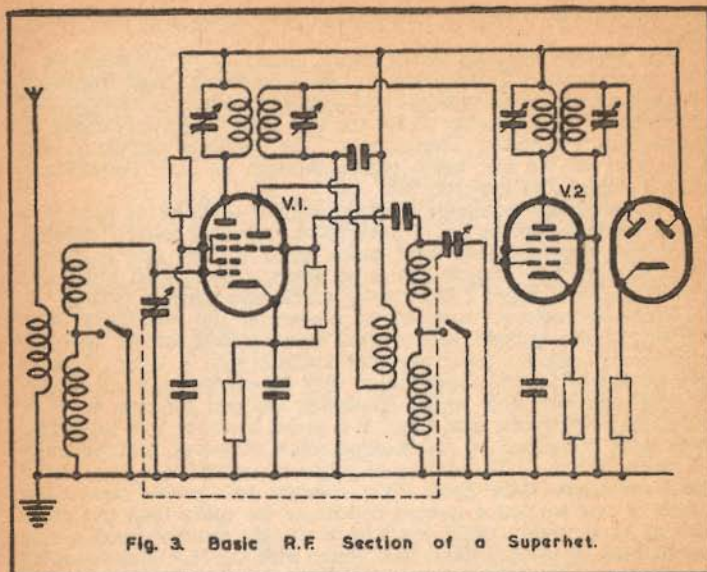 V.1.
V.2.
Fig. 3. Basic R.F. Section of a Superhet.